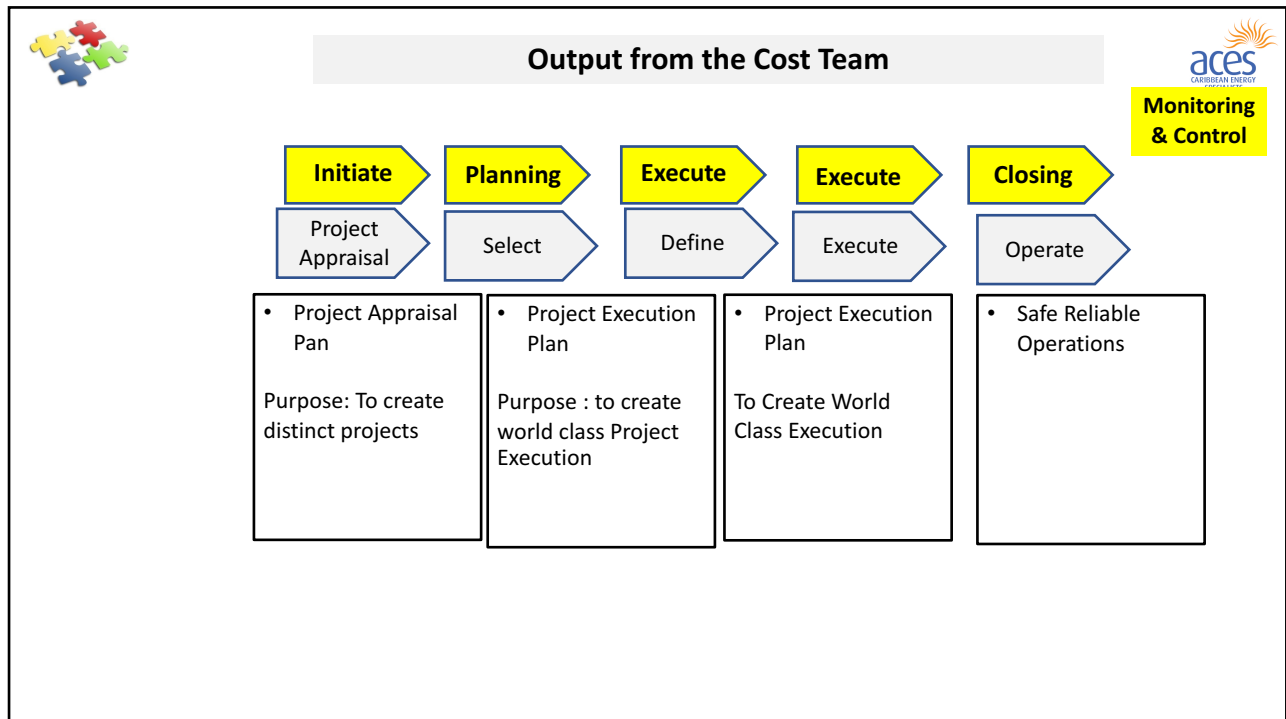 Output from the Cost Team
aces
CARIBBEAN ENERGY
SPECIALISTS
Monitoring
& Control
Initiate
Planning
Execute
Execute
Closing
Project
Appraisal
Select
Define
Execute
Operate
• Project Appraisal
Pan
Purpose: To create
distinct projects
• Project Execution
Plan
Purpose : to create
world class Project
Execution
• Project Execution
Plan
To Create World
Class Execution
• Safe Reliable
Operations